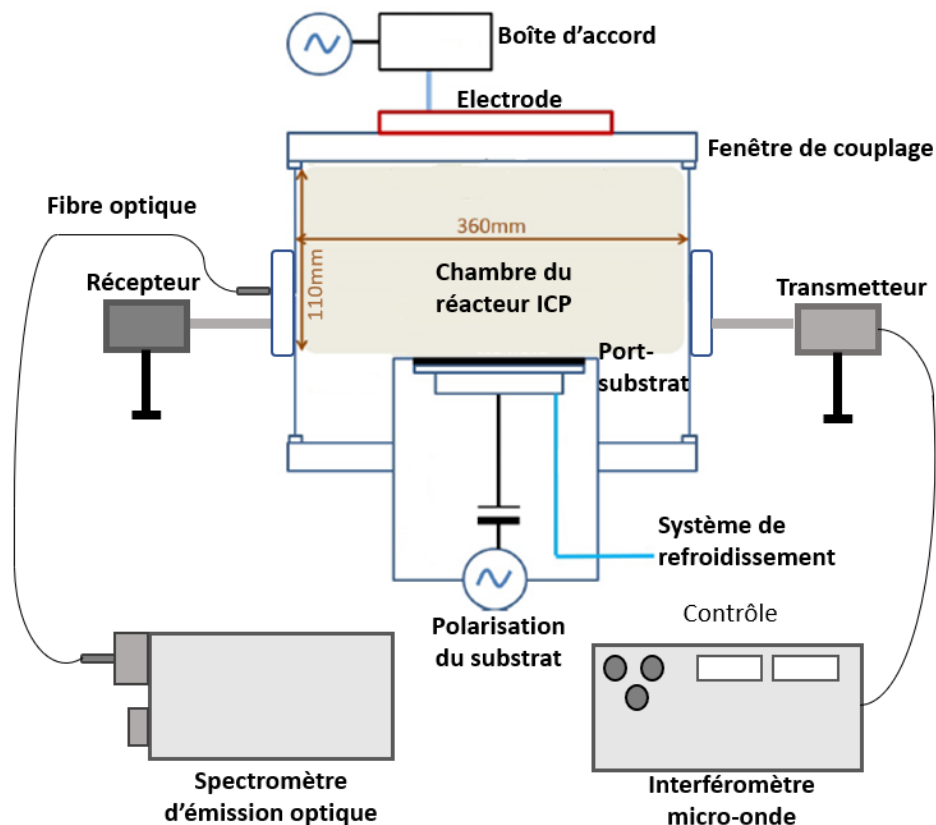 Boîte d'accord
Electrode
Fenêtre de couplage
Fibre optique
360mm
110mm
Récepteur
Chambre du
réacteur ICP
Transmetteur
Port-
substrat
Système de
refroidissement
Polarisation
du substrat
Contrôle
Spectromètre
d'émission optique
Interféromètre
micro-onde